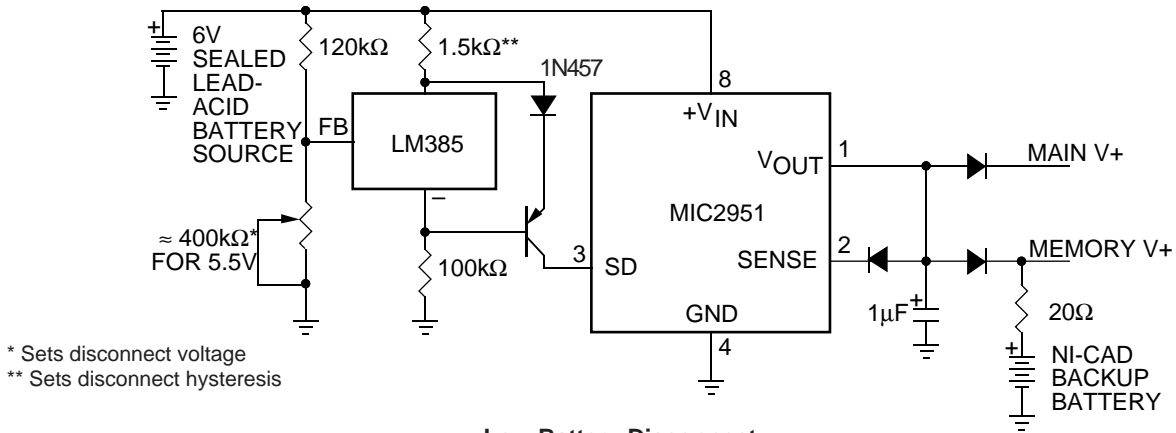 6V
SEALED
LEAD-
ACID
BATTERY
SOURCE
120kΩ
1.5kΩ**
1N457
FB
LM385
–
≈ 400kΩ*
FOR 5.5V
100kΩ
8
+VIN
VOUT
1
MIC2951
3
SD
SENSE
2
GND
4
MAIN V+
MEMORY V+
1μF
+
20Ω
+
NI-CAD
BACKUP
BATTERY
+
* Sets disconnect voltage
** Sets disconnect hysteresis